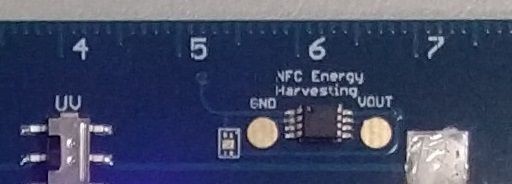 4 5 6 7
NFC Energy
Harvesting
UV GND VOUT